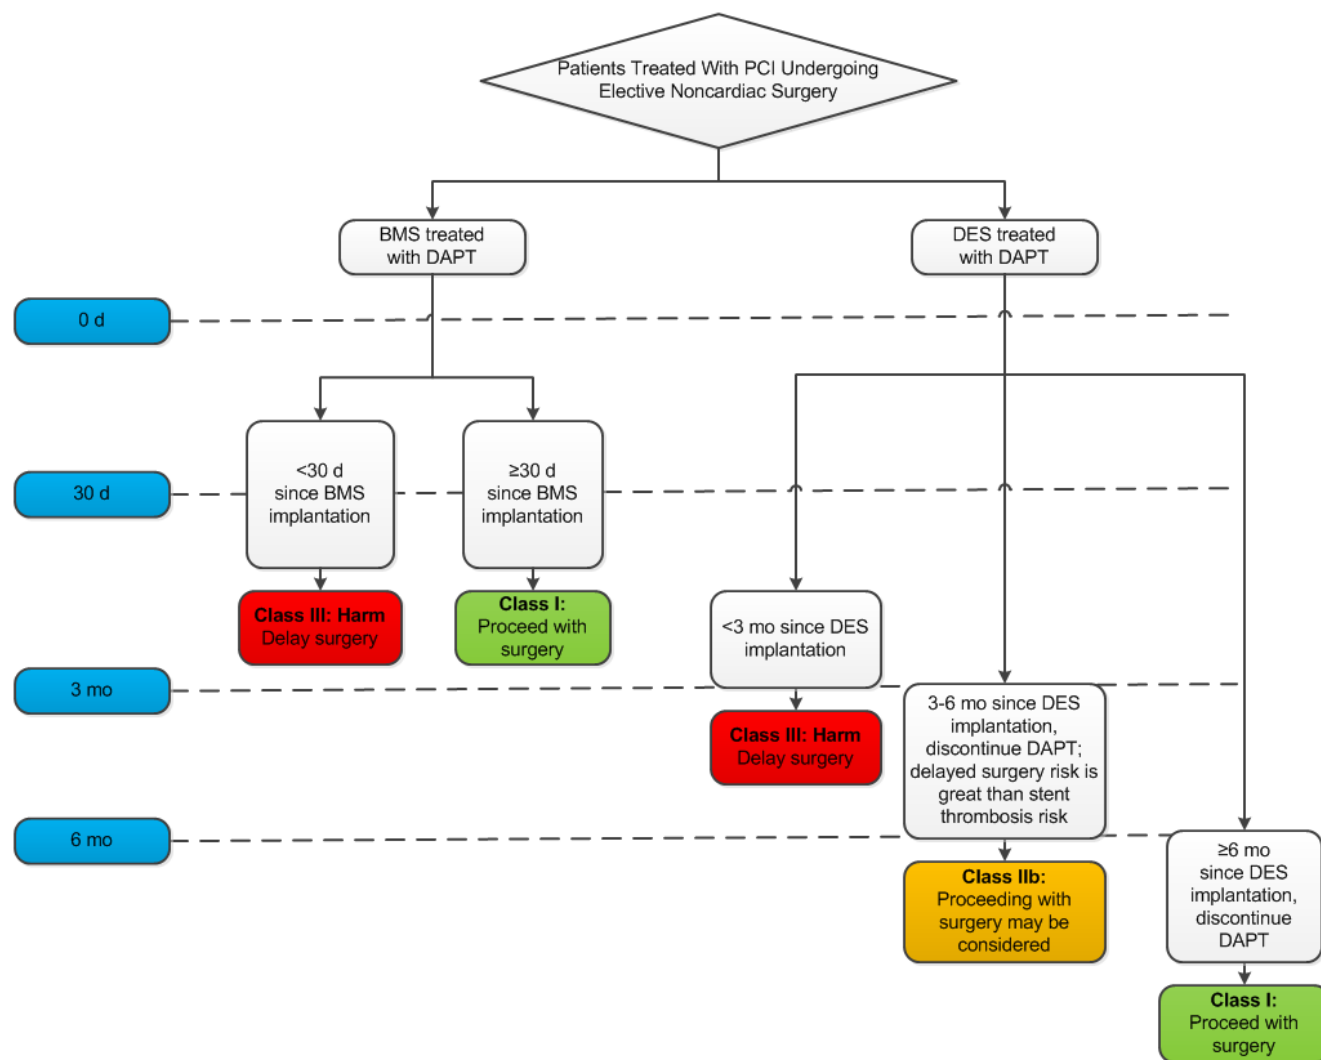 Patients Treated With PCI Undergoing
Elective Noncardiac Surgery
BMS treated
with DAPT
DES treated
with DAPT
0 d
<30 d
since BMS
implantation
≥30 d
since BMS
implantation
30 d
Class III: Harm
Delay surgery
Class I:
Proceed with
surgery
<3 mo since DES
implantation
3 mo
Class III: Harm
Delay surgery
3-6 mo since DES
implantation,
discontinue DAPT;
delayed surgery risk is
great than stent
thrombosis risk
6 mo
Class IIb:
Proceeding with
surgery may be
considered
≥6 mo
since DES
implantation,
discontinue
DAPT
Class I:
Proceed with
surgery